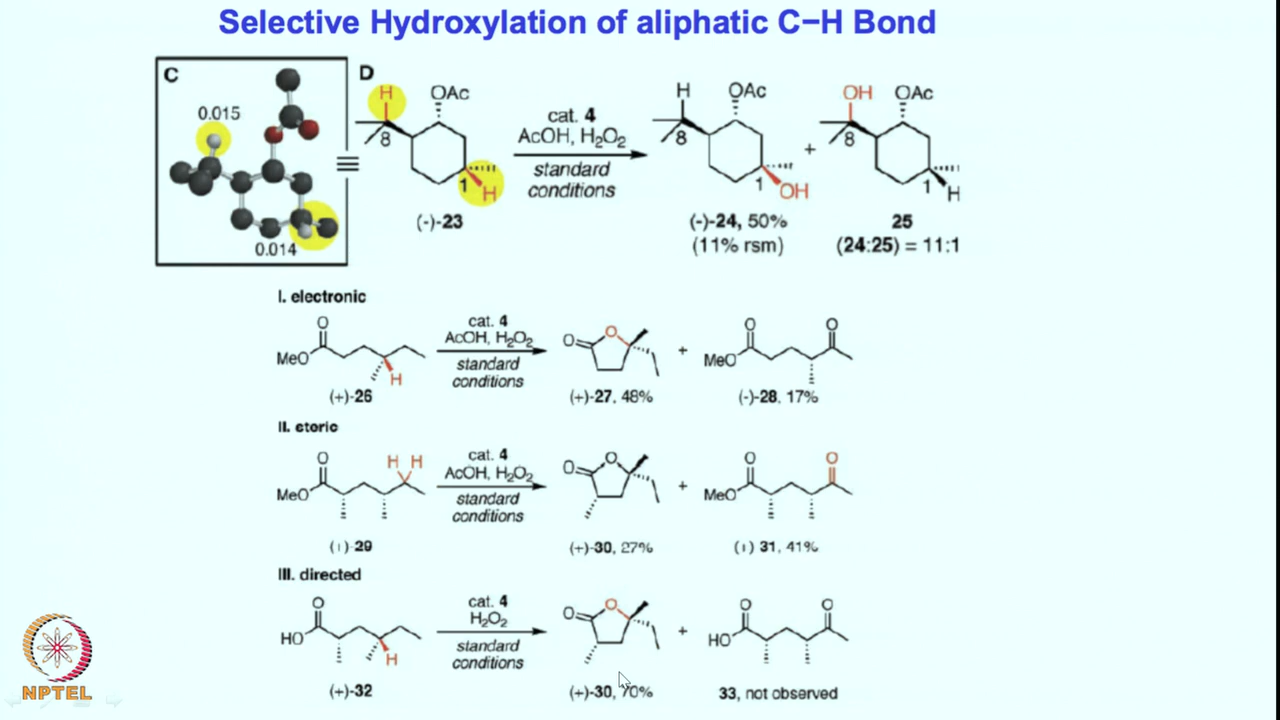 Selective Hydroxylation of aliphatic C−H Bond
C
0.015
0.014
D
H
OAc
8
1
H
(-)-23
cat. 4
AcOH, H₂O₂
standard
conditions
H
OAc
8
1
OH
(-)-24, 50%
(11% rsm)
+
OH
OAc
8
1
H
25
(24:25) = 11:1
I. electronic
O
MeO
H
(+)-26
cat. 4
AcOH, H₂O₂
standard
conditions
O
O
(+)-27, 48%
+
O
O
MeO
(-)-28, 17%
II. steric
O
H H
MeO
(ı)-29
cat. 4
AcOH, H₂O₂
standard
conditions
O
O
(+)-30, 27%
+
O
O
MeO
(ı) 31, 41%
III. directed
O
HO
H
(+)-32
cat. 4
H₂O₂
standard
conditions
O
O
(+)-30, 70%
+
O
O
HO
33, not observed
NPTEL